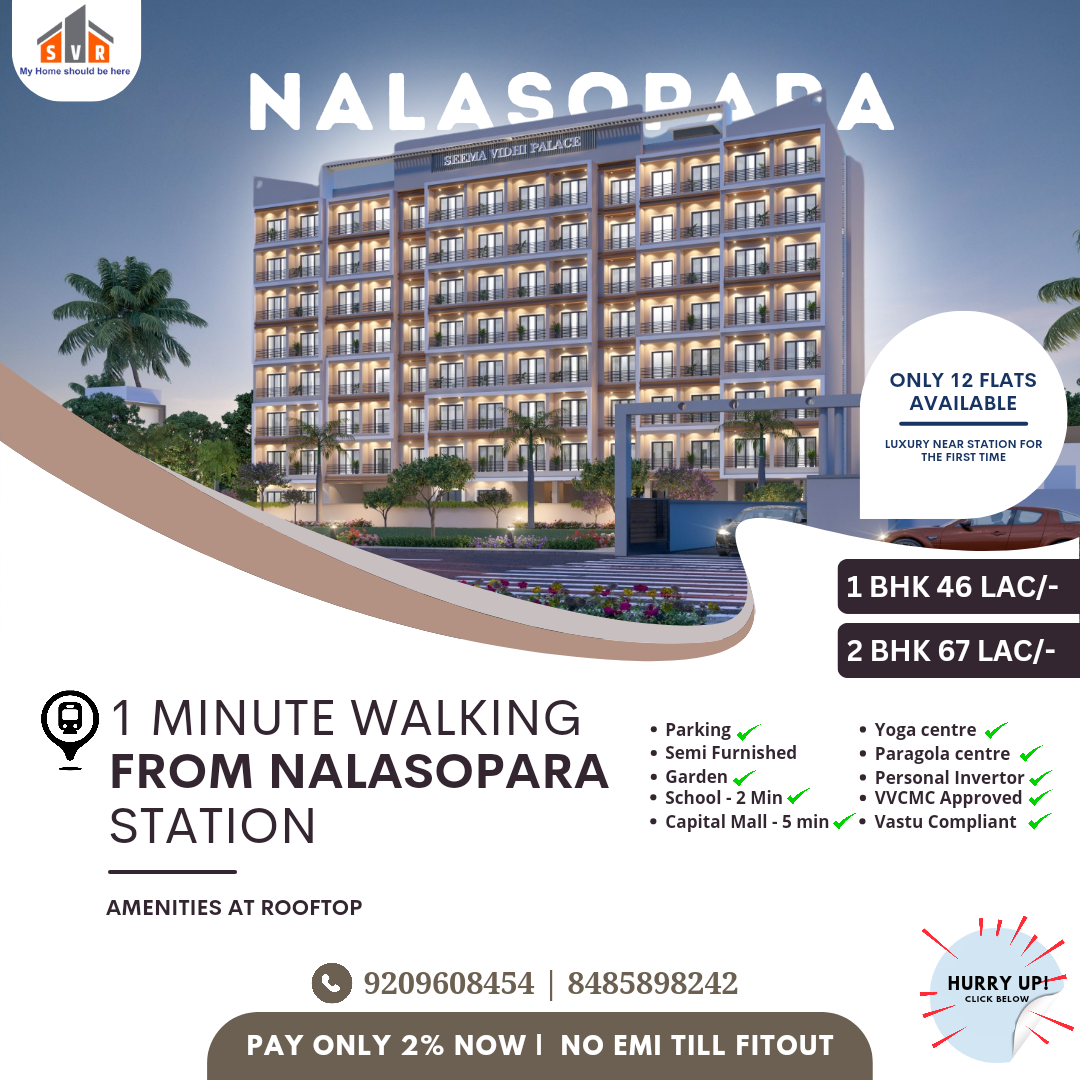 SVR
My Home should be here
NALASOPARA
SEEMA VIDHI PALACE
ONLY 12 FLATS
AVAILABLE
LUXURY NEAR STATION FOR
THE FIRST TIME
1 BHK 46 LAC/-
2 BHK 67 LAC/-
1 MINUTE WALKING
FROM NALASOPARA
STATION
AMENITIES AT ROOFTOP
• Parking
• Semi Furnished
• Garden
• School - 2 Min
• Capital Mall - 5 min
• Yoga centre
• Paragola centre
• Personal Invertor
• VVCMC Approved
• Vastu Compliant
HURRY UP!
CLICK BELOW
9209608454 | 8485898242
PAY ONLY 2% NOW | NO EMI TILL FITOUT